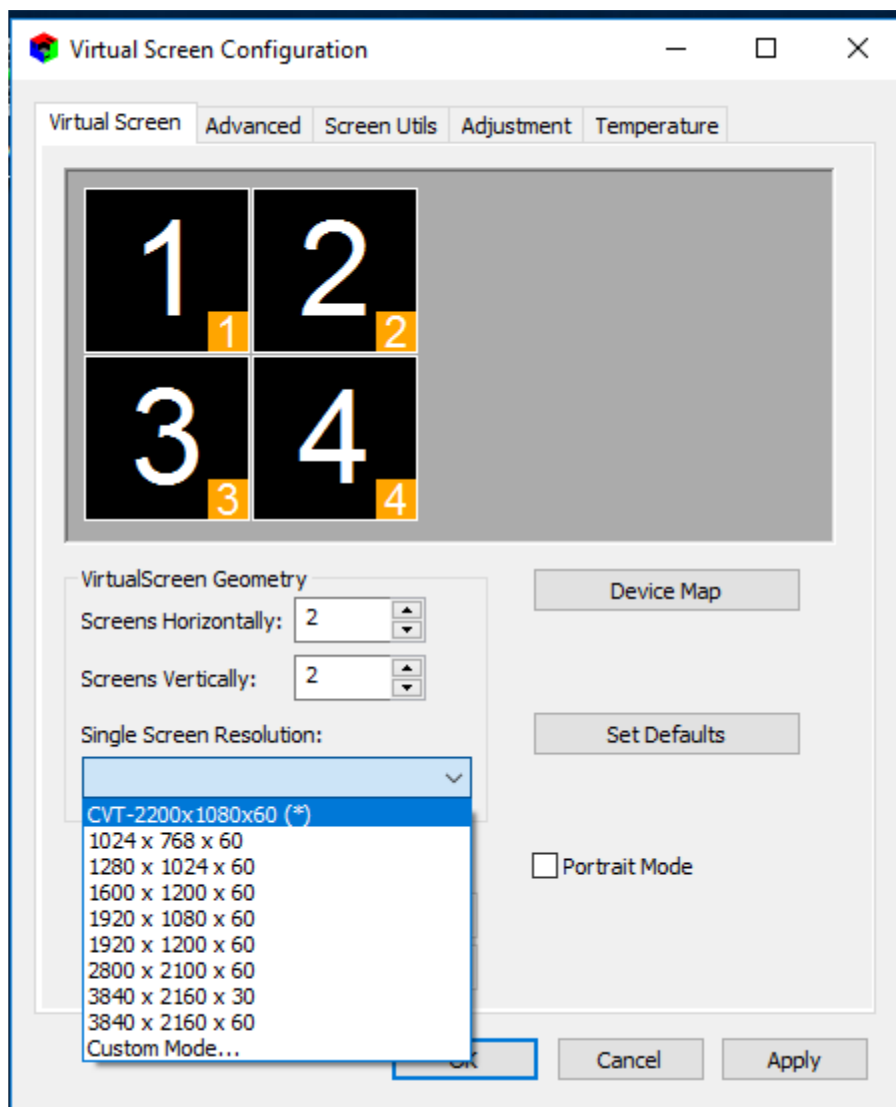 Virtual Screen Configuration
Virtual Screen Advanced Screen Utils Adjustment Temperature
1 2
1 2
3 4
3 4
VirtualScreen Geometry
Device Map
Screens Horizontally: 2
Screens Vertically: 2
Single Screen Resolution:
Set Defaults
CVT-2200x1080x60 (*)
1024 x 768 x 60
1280 x 1024 x 60
Portrait Mode
1600 x 1200 x 60
1920 x 1080 x 60
1920 x 1200 x 60
2800 x 2100 x 60
3840 x 2160 x 30
3840 x 2160 x 60
Custom Mode...
Cancel Apply